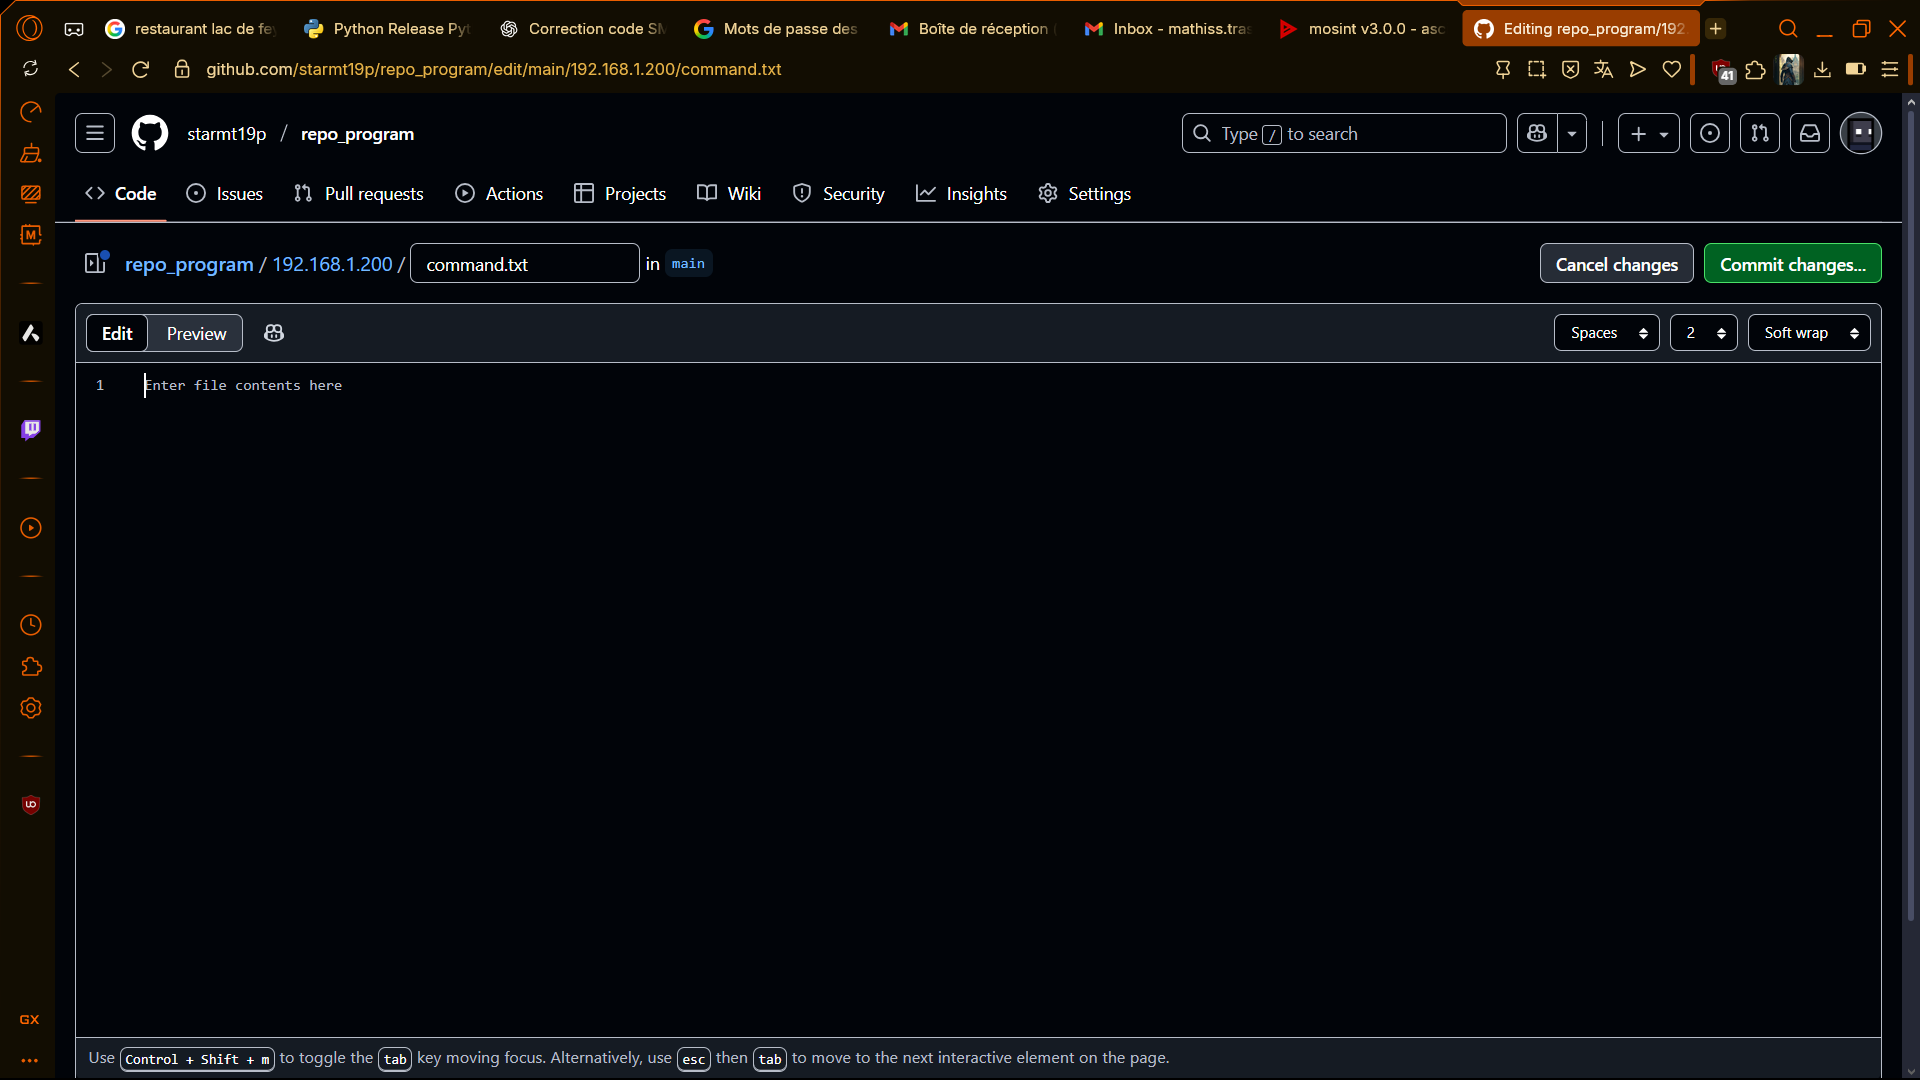 restaurant lac de fey
Python Release Pyt
Correction code SM
Mots de passe des
Boîte de réception
Inbox - mathiss.tras
mosint v3.0.0 - asc
Editing repo_program/192.
github.com/starmt19p/repo_program/edit/main/192.168.1.200/command.txt
41
starmt19p / repo_program
Type / to search
Code Issues Pull requests Actions Projects Wiki Security Insights Settings
repo_program / 192.168.1.200 / command.txt in main
Cancel changes Commit changes...
Edit Preview Spaces 2 Soft wrap
1 Enter file contents here
GX
Use Control + Shift + m to toggle the tab key moving focus. Alternatively, use esc then tab to move to the next interactive element on the page.